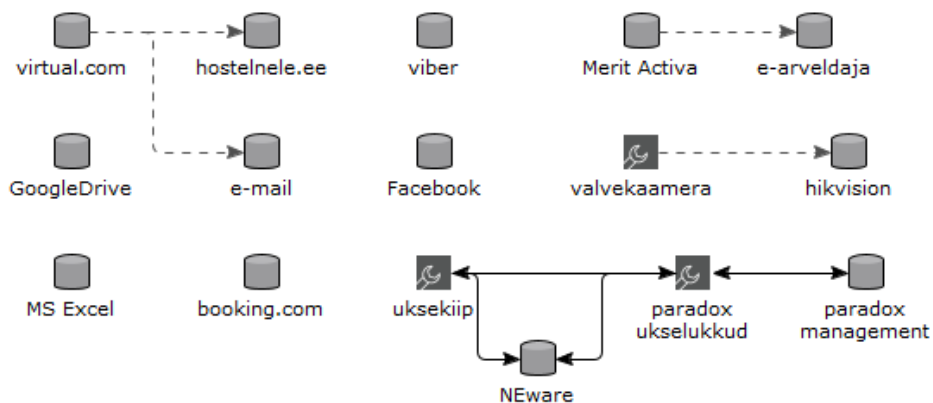 virtual.com
hostelnele.ee
viber
Merit Activa
e-arveldaja
GoogleDrive
e-mail
Facebook
valvekaamera
hikvision
MS Excel
booking.com
uksekiip
paradox
ukselukkud
paradox
management
NEware